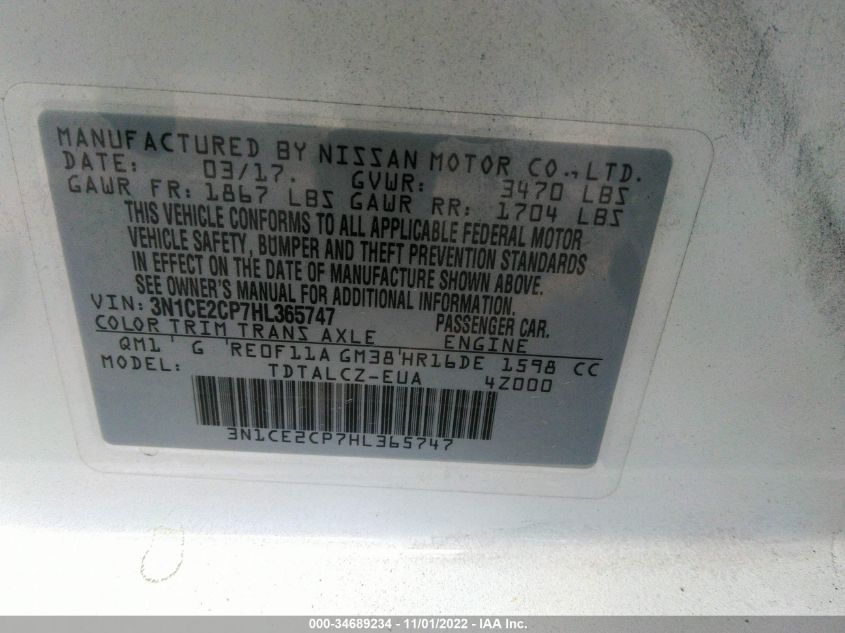 MANUFACTURED BY NISSAN MOTOR CO., LTD.
DATE: 03/17. GVWR: 3470 LBS
GAWR FR: 1867 LBS GAWR RR: 1704 LBS
THIS VEHICLE CONFORMS TO ALL APPLICABLE FEDERAL MOTOR
VEHICLE SAFETY, BUMPER AND THEFT PREVENTION STANDARDS
IN EFFECT ON THE DATE OF MANUFACTURE SHOWN ABOVE.
SEE OWNER'S MANUAL FOR ADDITIONAL INFORMATION.
VIN: 3N1CE2CP7HL365747 PASSENGER CAR.
COLOR TRIM TRANS AXLE ENGINE
QM1 G RE0F11A GM38 HR16DE 1598 CC
MODEL: TDTALCZ-EUA 4Z000
3N1CE2CP7HL365747
000-34689234 - 11/01/2022 - IAA Inc.